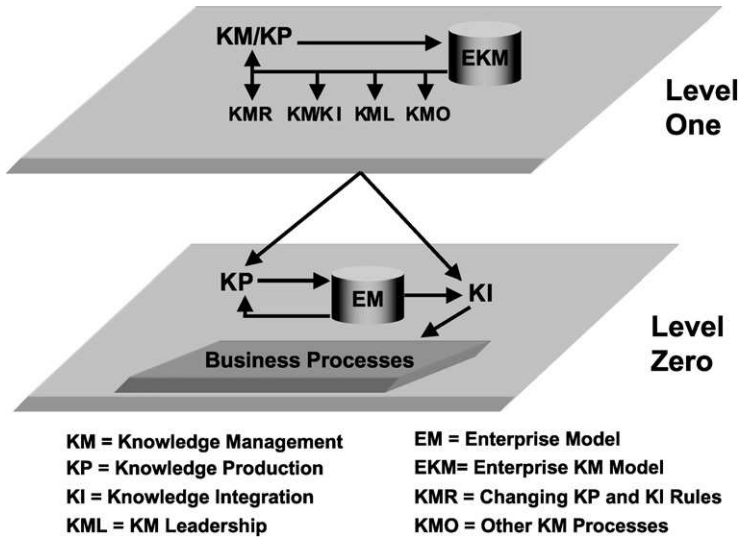 KM/KP
EKM
KMR KM/KI KML KMO
Level
One
KP
EM
KI
Business Processes
Level
Zero
KM = Knowledge Management
KP = Knowledge Production
KI = Knowledge Integration
KML = KM Leadership
EM = Enterprise Model
EKM= Enterprise KM Model
KMR = Changing KP and KI Rules
KMO = Other KM Processes